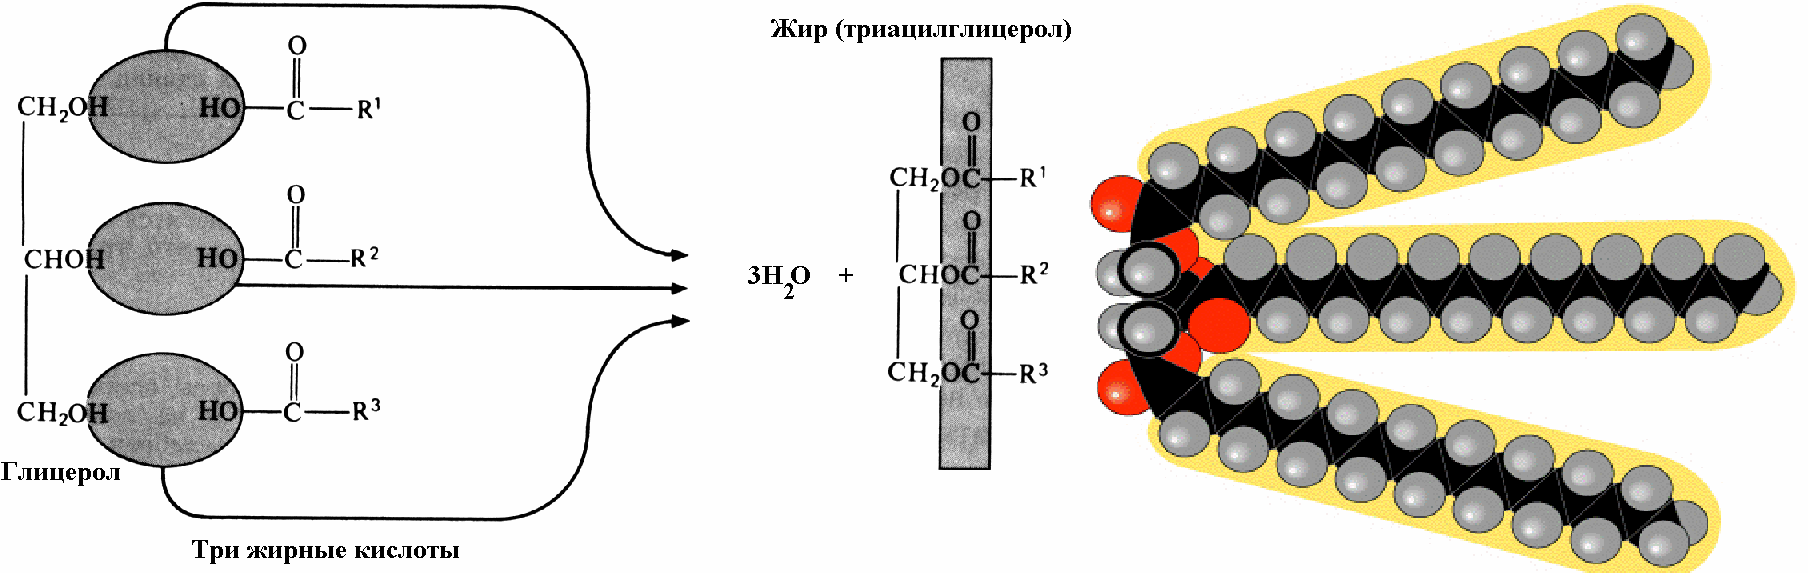 Жир (триацилглицерол)
O
CH₂OH HO C R¹
O
CHOH HO C R²
O
CH₂OH HO C R³
Глицерол
Три жирные кислоты
3H₂O +
O
CH₂OC R¹
O
CHOC R²
O
CH₂OC R³